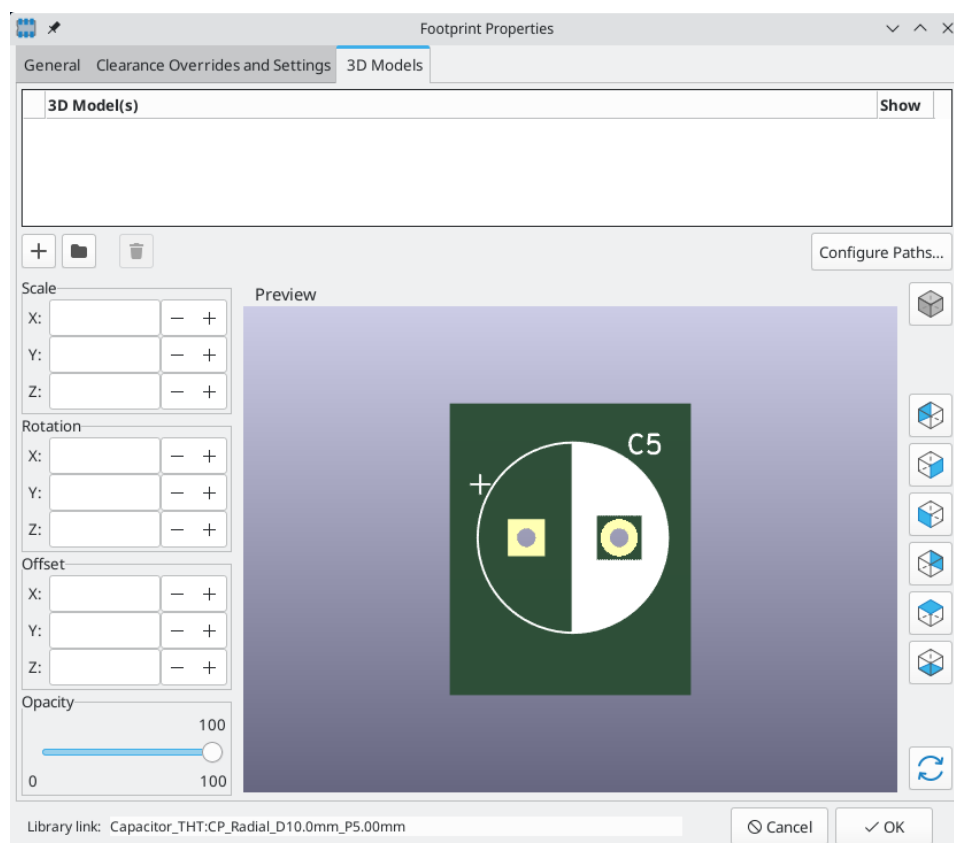 Footprint Properties
General Clearance Overrides and Settings 3D Models
3D Model(s) Show
Configure Paths...
Scale
Preview
X:
Y:
Z:
Rotation
X:
Y:
Z:
Offset
X:
Y:
Z:
Opacity
100
0 100
C5
+
Library link: Capacitor_THT:CP_Radial_D10.0mm_P5.00mm
Cancel
OK